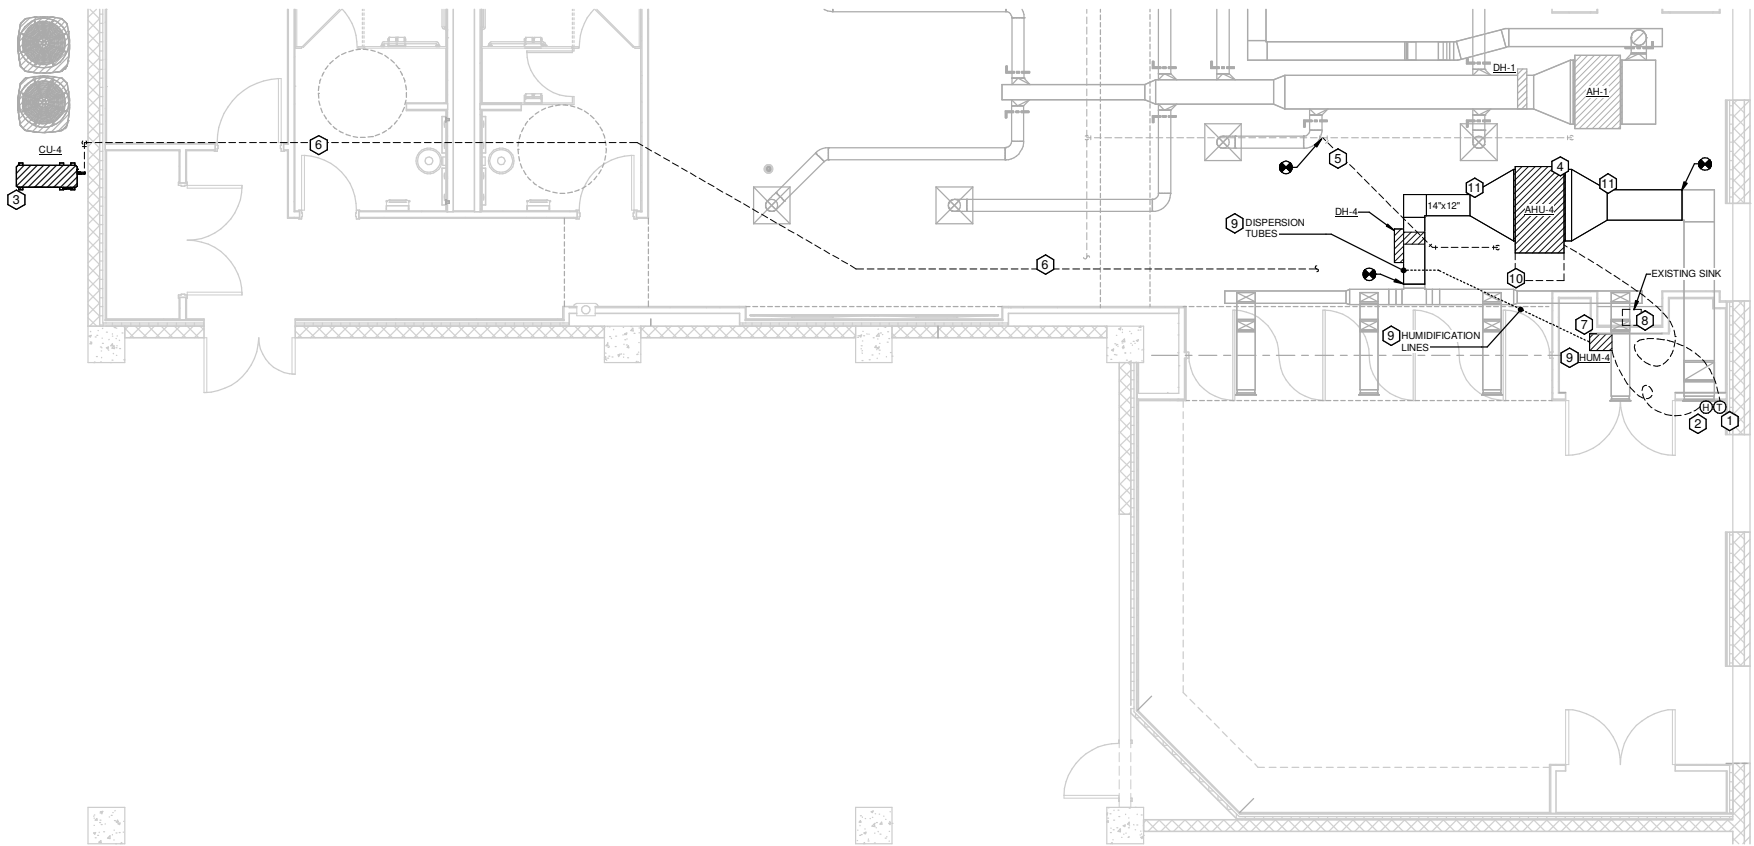 DH-1
AH-1
CU-4
6
5
4
3
11
11
14"x12"
AHU-4
DH-4
9 DISPERSION
TUBES
6
10
EXISTING SINK
7
8
9 HUMIDIFICATION
LINES
9 HUM-4
H
T
2
1